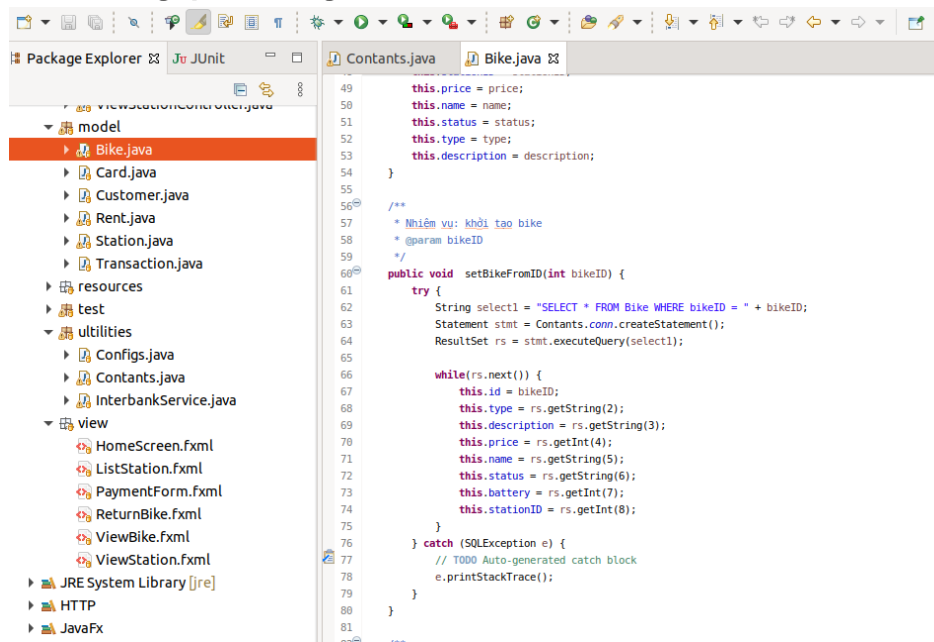 Package Explorer
JUnit
ViewStationController.java
model
Bike.java
Card.java
Customer.java
Rent.java
Station.java
Transaction.java
resources
test
ultilities
Configs.java
Contants.java
InterbankService.java
view
HomeScreen.fxml
ListStation.fxml
PaymentForm.fxml
ReturnBike.fxml
ViewBike.fxml
ViewStation.fxml
JRE System Library [jre]
HTTP
JavaFx
Contants.java
Bike.java
49 this.price = price;
50 this.name = name;
51 this.status = status;
52 this.type = type;
53 this.description = description;
54 }
55
56 /**
57 * Nhiệm vụ: khởi tạo bike
58 * @param bikeID
59 */
60 public void  setBikeFromID(int bikeID) {
61 try {
62 String select1 = "SELECT * FROM Bike WHERE bikeID = " + bikeID;
63 Statement stmt = Contants.conn.createStatement();
64 ResultSet rs = stmt.executeQuery(select1);
65
66 while(rs.next()) {
67 this.id = bikeID;
68 this.type = rs.getString(2);
69 this.description = rs.getString(3);
70 this.price = rs.getInt(4);
71 this.name = rs.getString(5);
72 this.status = rs.getString(6);
73 this.battery = rs.getInt(7);
74 this.stationID = rs.getInt(8);
75 }
76 } catch (SQLException e) {
77 // TODO Auto-generated catch block
78 e.printStackTrace();
79 }
80 }
81